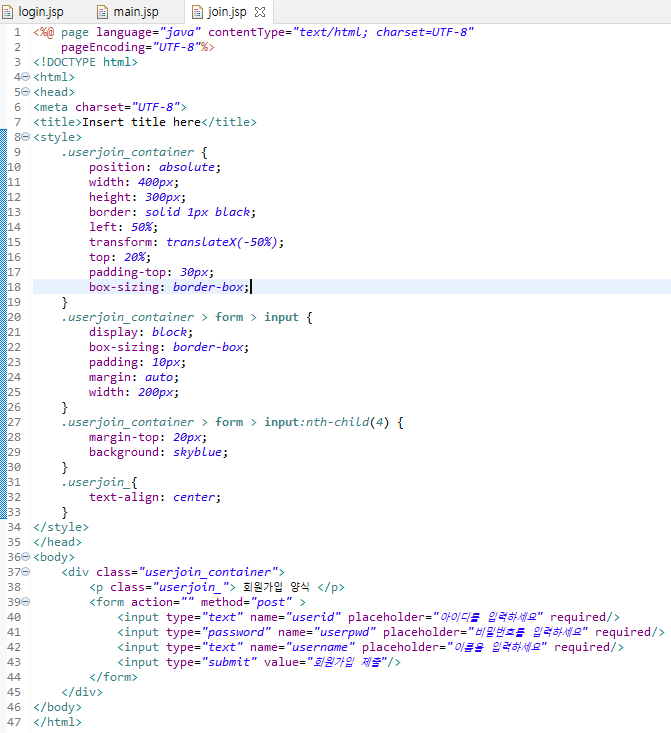 login.jsp main.jsp join.jsp
1 <%@ page language="java" contentType="text/html; charset=UTF-8"
2     pageEncoding="UTF-8"%>
3 <!DOCTYPE html>
4 <html>
5 <head>
6 <meta charset="UTF-8">
7 <title>Insert title here</title>
8 <style>
9     .userjoin_container {
10         position: absolute;
11         width: 400px;
12         height: 300px;
13         border: solid 1px black;
14         left: 50%;
15         transform: translateX(-50%);
16         top: 20%;
17         padding-top: 30px;
18         box-sizing: border-box;
19     }
20     .userjoin_container > form > input {
21         display: block;
22         box-sizing: border-box;
23         padding: 10px;
24         margin: auto;
25         width: 200px;
26     }
27     .userjoin_container > form > input:nth-child(4) {
28         margin-top: 20px;
29         background: skyblue;
30     }
31     .userjoin_{
32         text-align: center;
33     }
34 </style>
35 </head>
36 <body>
37     <div class="userjoin_container">
38         <p class="userjoin_"> 회원가입 양식 </p>
39         <form action="" method="post" >
40             <input type="text" name="userid" placeholder="아이디를 입력하세요" required/>
41             <input type="password" name="userpwd" placeholder="비밀번호를 입력하세요" required/>
42             <input type="text" name="username" placeholder="이름을 입력하세요" required/>
43             <input type="submit" value="회원가입 제출"/>
44         </form>
45     </div>
46 </body>
47 </html>